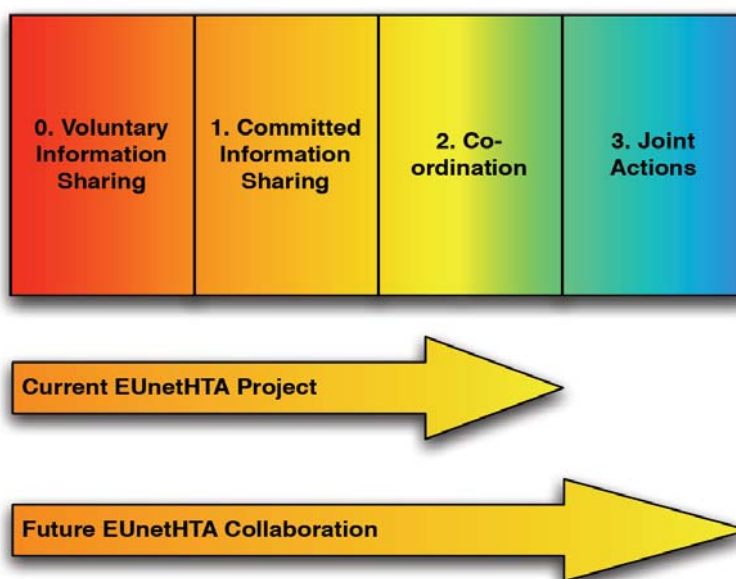 0. Voluntary
Information
Sharing
1. Committed
Information
Sharing
2. Co-
ordination
3. Joint
Actions
Current EUnetHTA Project
Future EUnetHTA Collaboration